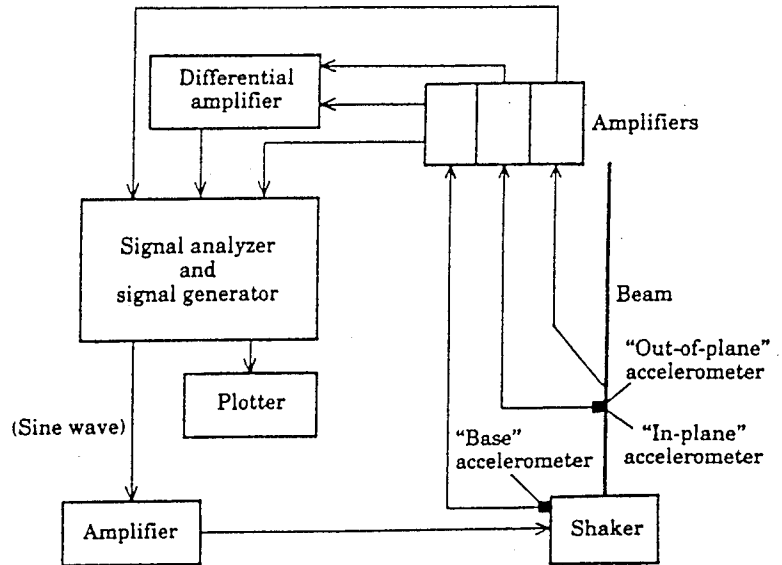 Differential
amplifier
Amplifiers
Signal analyzer
and
signal generator
Beam
"Out-of-plane"
accelerometer
Plotter
(Sine wave)
"Base"
accelerometer
"In-plane"
accelerometer
Amplifier
Shaker